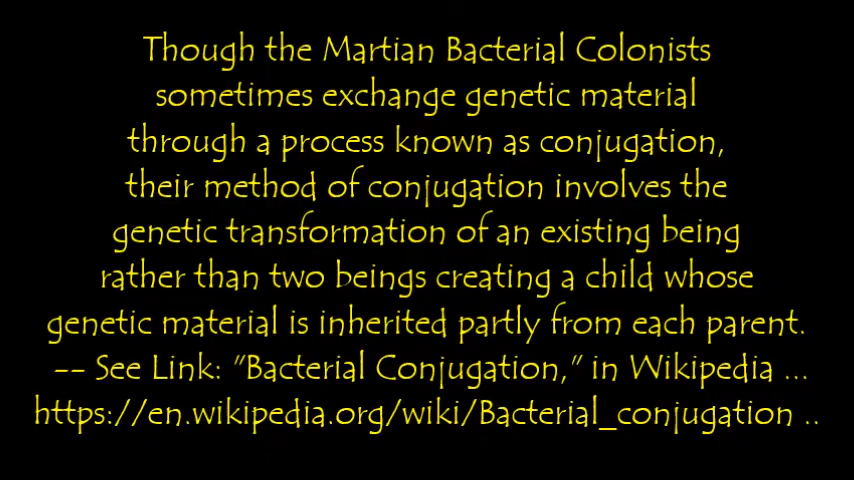 Though the Martian Bacterial Colonists
sometimes exchange genetic material
through a process known as conjugation,
their method of conjugation involves the
genetic transformation of an existing being
rather than two beings creating a child whose
genetic material is inherited partly from each parent.
-- See Link: "Bacterial Conjugation," in Wikipedia ...
https://en.wikipedia.org/wiki/Bacterial_conjugation ..